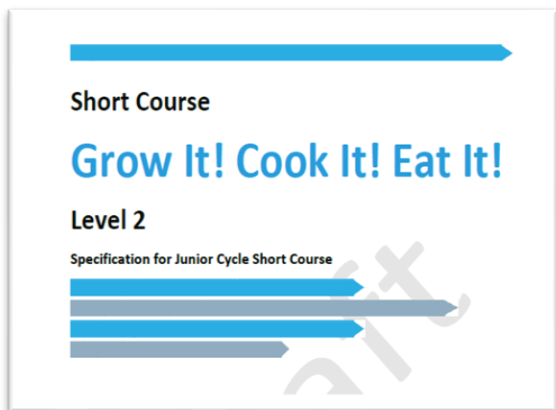 Short Course
Grow It! Cook It! Eat It!
Level 2
Specification for Junior Cycle Short Course